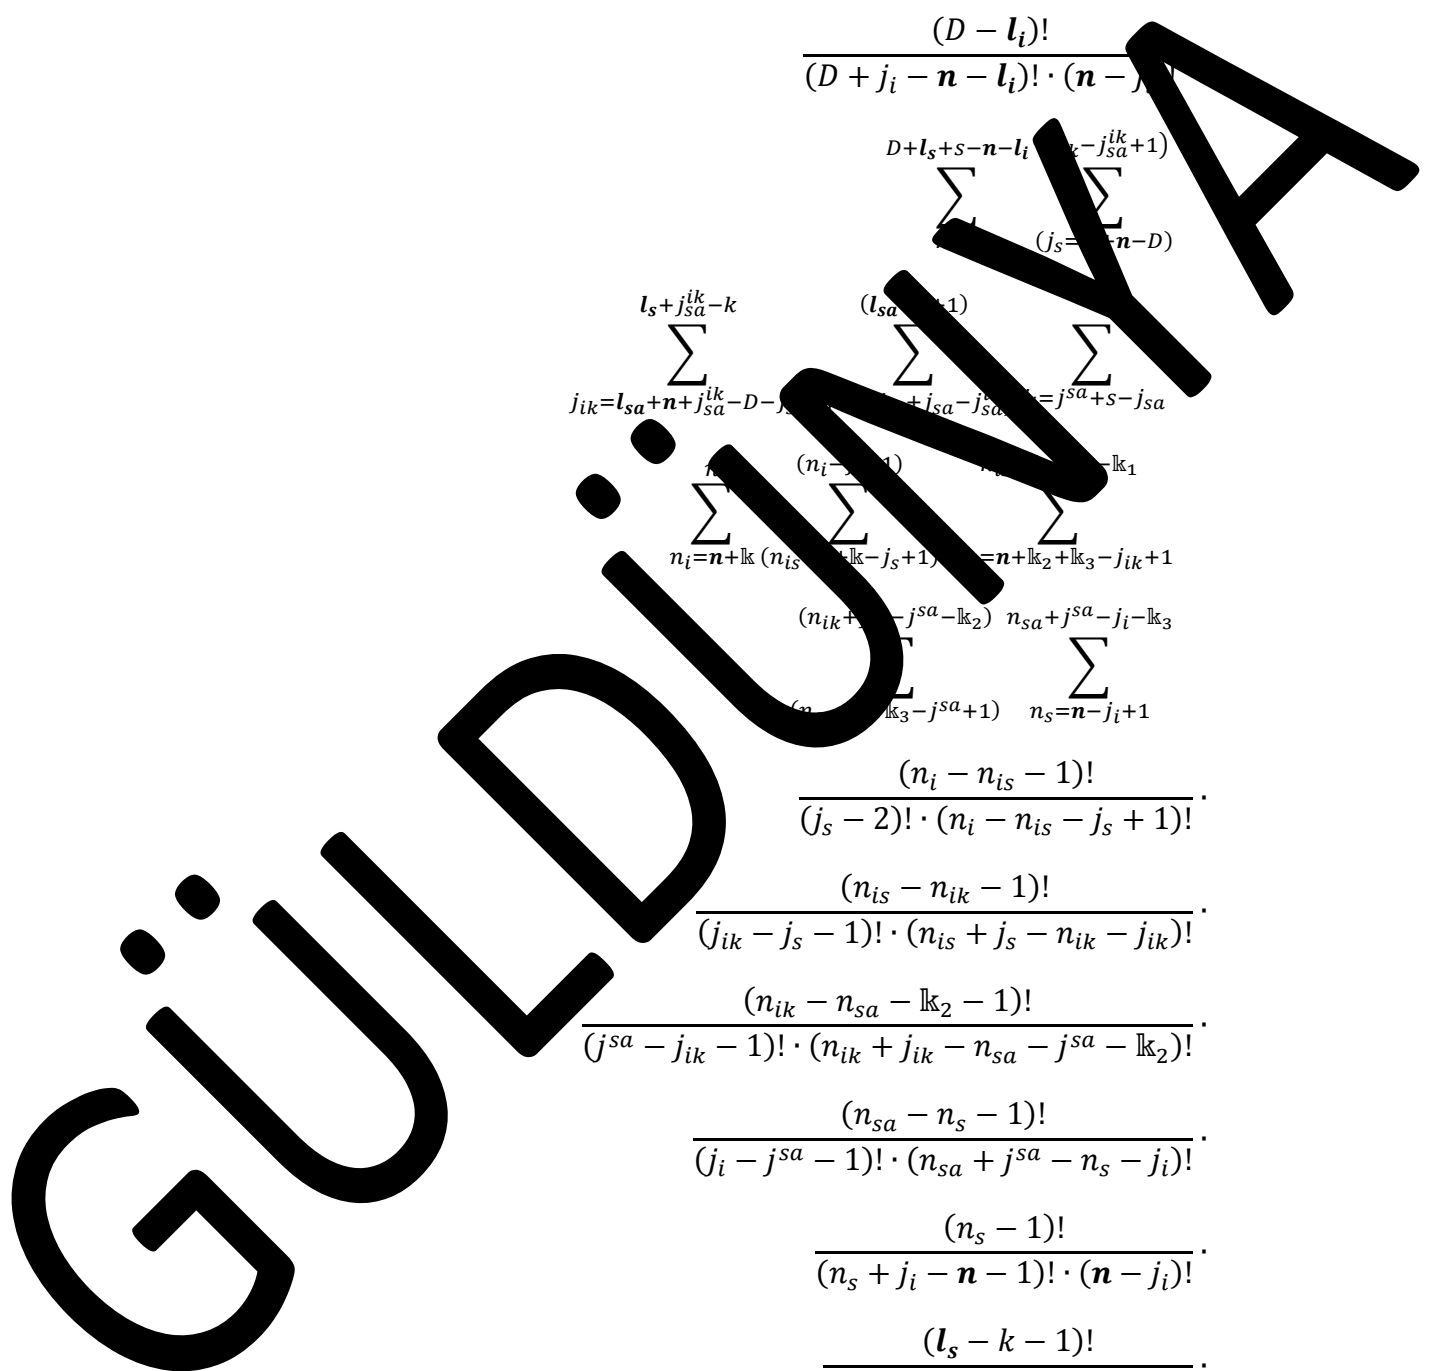 (D − l_i)!
(D + j_i − n − l_i)! · (n − j
D+l_s+s−n−l_i k−j_sa^ik+1)
∑ ∑
(j_s= n−D)
l_s+j_sa^ik−k (l_sa +1)
∑ ∑ ∑
j_ik=l_sa+n+j_sa^ik−D−j +j_sa−j_sa =j^sa+s−j_sa
(n_i− 1) −𝕜_1
∑ ∑ ∑
n_i=n+𝕜 (n_is +𝕜−j_s+1) =n+𝕜_2+𝕜_3−j_ik+1
(n_ik+ −j^sa−𝕜_2) n_sa+j^sa−j_i−𝕜_3
∑ ∑
(n 𝕜_3−j^sa+1) n_s=n−j_i+1
(n_i − n_is − 1)!
(j_s − 2)! · (n_i − n_is − j_s + 1)! ·
(n_is − n_ik − 1)!
(j_ik − j_s − 1)! · (n_is + j_s − n_ik − j_ik)! ·
(n_ik − n_sa − 𝕜_2 − 1)!
(j^sa − j_ik − 1)! · (n_ik + j_ik − n_sa − j^sa − 𝕜_2)! ·
(n_sa − n_s − 1)!
(j_i − j^sa − 1)! · (n_sa + j^sa − n_s − j_i)! ·
(n_s − 1)!
(n_s + j_i − n − 1)! · (n − j_i)! ·
(l_s − k − 1)!
·
GÜLDÜNYA